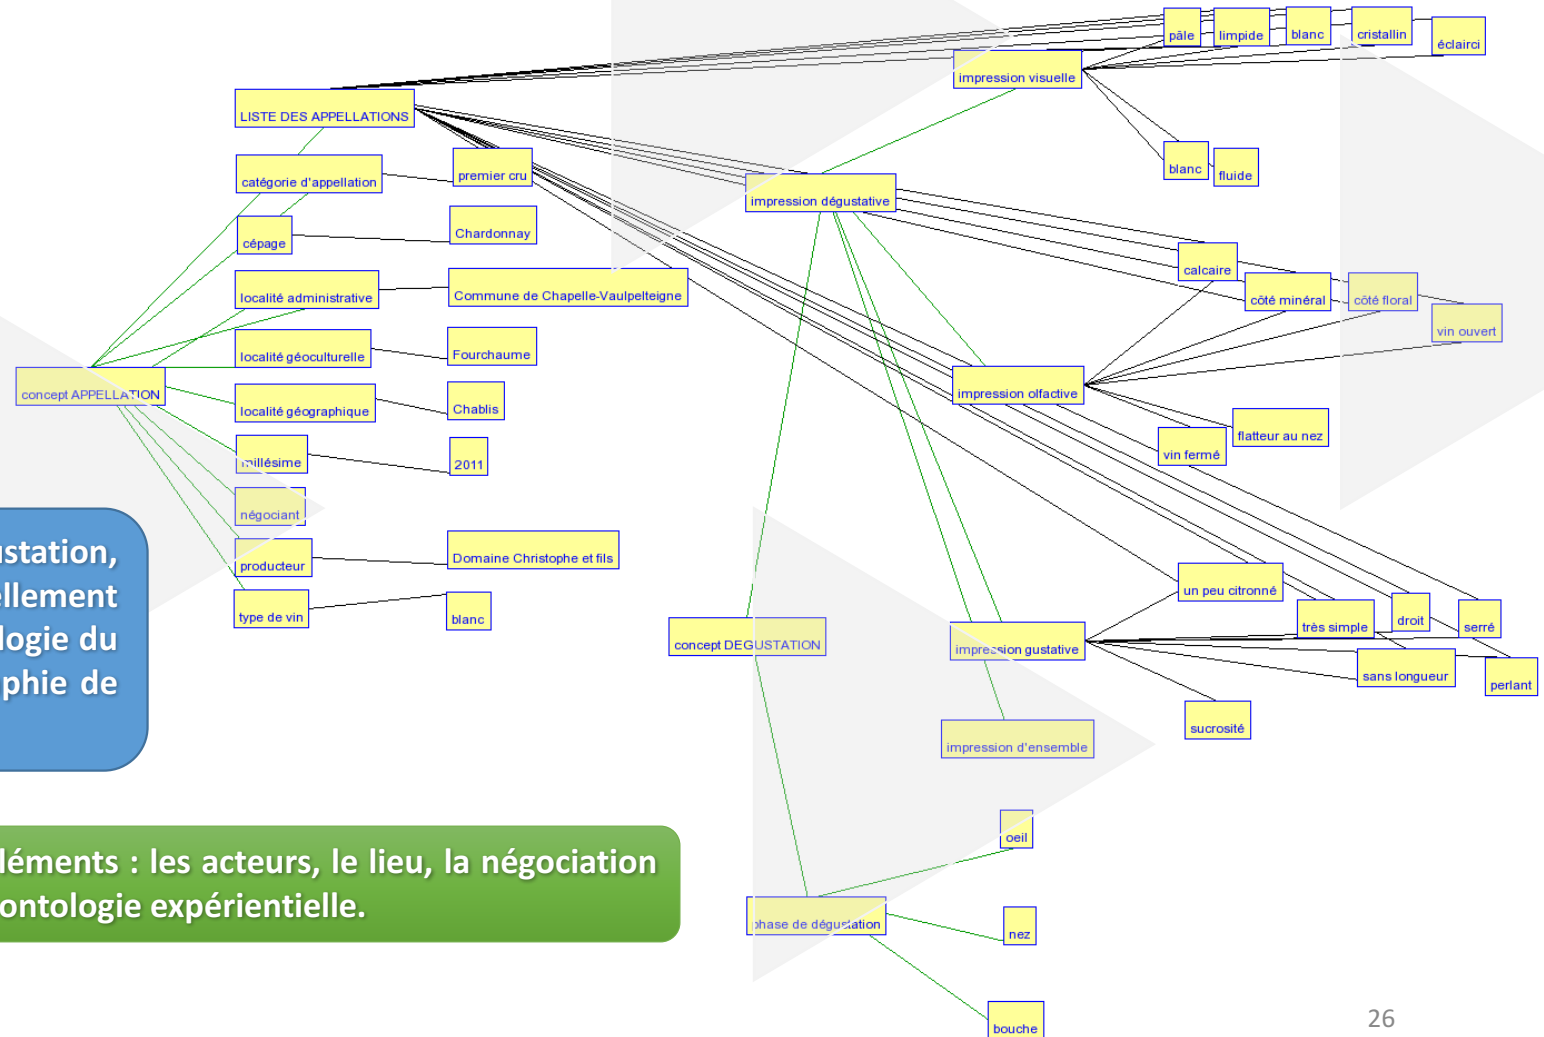 pâle
limpide
blanc
cristallin
éclairci
impression visuelle
LISTE DES APPELLATIONS
catégorie d'appellation
premier cru
blanc
fluide
impression dégustative
cépage
Chardonnay
calcaire
côté minéral
côté floral
vin ouvert
localité administrative
Commune de Chapelle-Vaulpelteigne
localité géoculturelle
Fourchaume
concept APPELLATION
impression olfactive
localité géographique
Chablis
flatteur au nez
vin fermé
millésime
2011
négociant
producteur
Domaine Christophe et fils
type de vin
blanc
un peu citronné
très simple
droit
serré
concept DEGUSTATION
impression gustative
sans longueur
perlant
sucrosité
impression d'ensemble
oeil
phase de dégustation
nez
bouche
ustation,
ellement
logie du
phie de
léments : les acteurs, le lieu, la négociation
ontologie expérientielle.
26